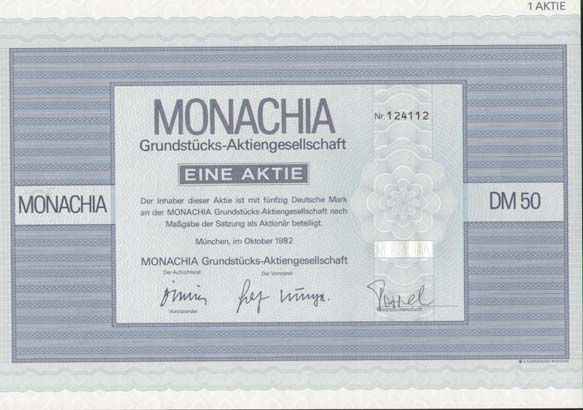 1 AKTIE
MONACHIA
Grundstücks-Aktiengesellschaft
Nr. 124112
EINE AKTIE
MONACHIA
DM 50
Der Inhaber dieser Aktie ist mit fünfzig Deutsche Mark
an der MONACHIA Grundstücks-Aktiengesellschaft nach
Maßgabe der Satzung als Aktionär beteiligt.
München, im Oktober 1982
MONACHIA
MONACHIA Grundstücks-Aktiengesellschaft
Der Aufsichtsrat: Der Vorstand:
Vorsitzender